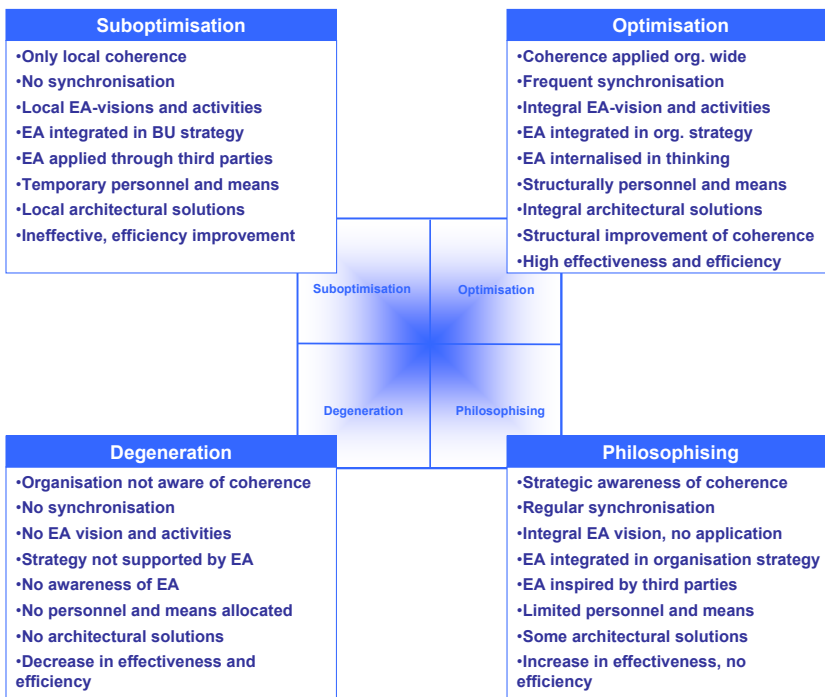 Suboptimisation
•Only local coherence
•No synchronisation
•Local EA-visions and activities
•EA integrated in BU strategy
•EA applied through third parties
•Temporary personnel and means
•Local architectural solutions
•Ineffective, efficiency improvement
Optimisation
•Coherence applied org. wide
•Frequent synchronisation
•Integral EA-vision and activities
•EA integrated in org. strategy
•EA internalised in thinking
•Structurally personnel and means
•Integral architectural solutions
•Structural improvement of coherence
•High effectiveness and efficiency
Suboptimisation
Optimisation
Degeneration
Philosophising
Degeneration
•Organisation not aware of coherence
•No synchronisation
•No EA vision and activities
•Strategy not supported by EA
•No awareness of EA
•No personnel and means allocated
•No architectural solutions
•Decrease in effectiveness and
efficiency
Philosophising
•Strategic awareness of coherence
•Regular synchronisation
•Integral EA vision, no application
•EA integrated in organisation strategy
•EA inspired by third parties
•Limited personnel and means
•Some architectural solutions
•Increase in effectiveness, no
efficiency